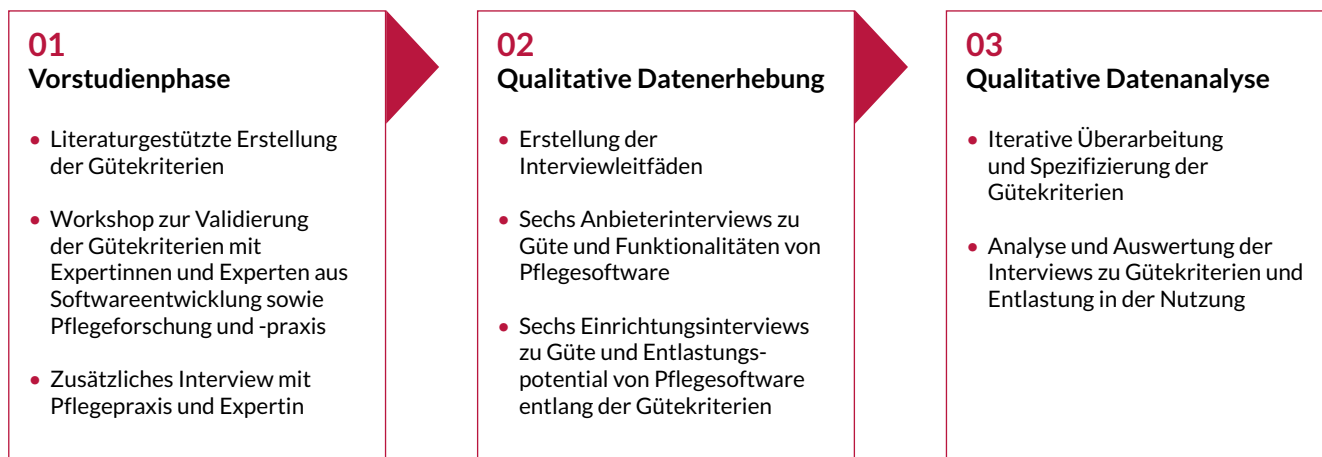 01
Vorstudienphase
• Literaturgestützte Erstellung
der Gütekriterien
• Workshop zur Validierung
der Gütekriterien mit
Expertinnen und Experten aus
Softwareentwicklung sowie
Pflegeforschung und -praxis
• Zusätzliches Interview mit
Pflegepraxis und Expertin
02
Qualitative Datenerhebung
• Erstellung der
Interviewleitfäden
• Sechs Anbieterinterviews zu
Güte und Funktionalitäten von
Pflegesoftware
• Sechs Einrichtungsinterviews
zu Güte und Entlastungs-
potential von Pflegesoftware
entlang der Gütekriterien
03
Qualitative Datenanalyse
• Iterative Überarbeitung
und Spezifizierung der
Gütekriterien
• Analyse und Auswertung der
Interviews zu Gütekriterien und
Entlastung in der Nutzung